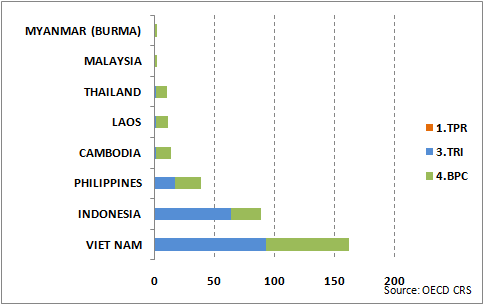 MYANMAR (BURMA)
MALAYSIA
THAILAND
LAOS
CAMBODIA
PHILIPPINES
INDONESIA
VIET NAM
0 50 100 150 200
1.TPR
3.TRI
4.BPC
Source: OECD CRS